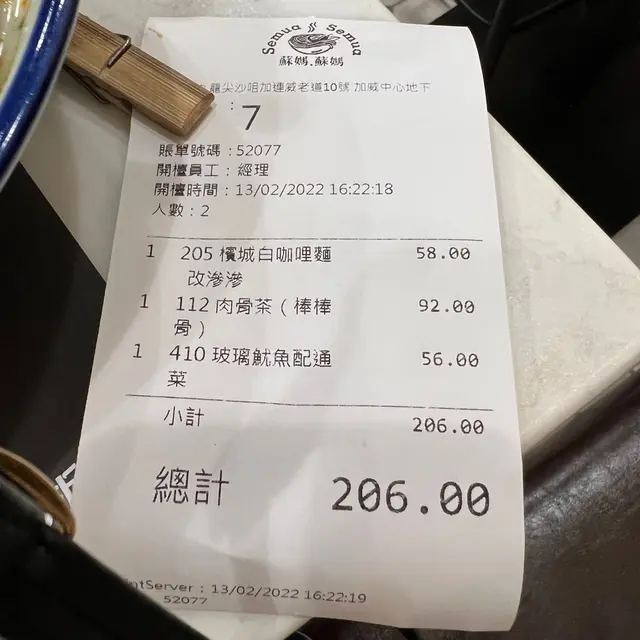 Semua Semua
蘇媽.蘇媽
龍尖沙咀加連威老道10號 加威中心地下
: 7
賬單號碼：52077
開檯員工：經理
開檯時間：13/02/2022 16:22:18
人數：2
1 205 檳城白咖哩麵 58.00
改滲滲
1 112 肉骨茶（棒棒 92.00
骨）
1 410 玻璃魷魚配通 56.00
菜
小計 206.00
總計 206.00
ntServer：13/02/2022 16:22:19
52077